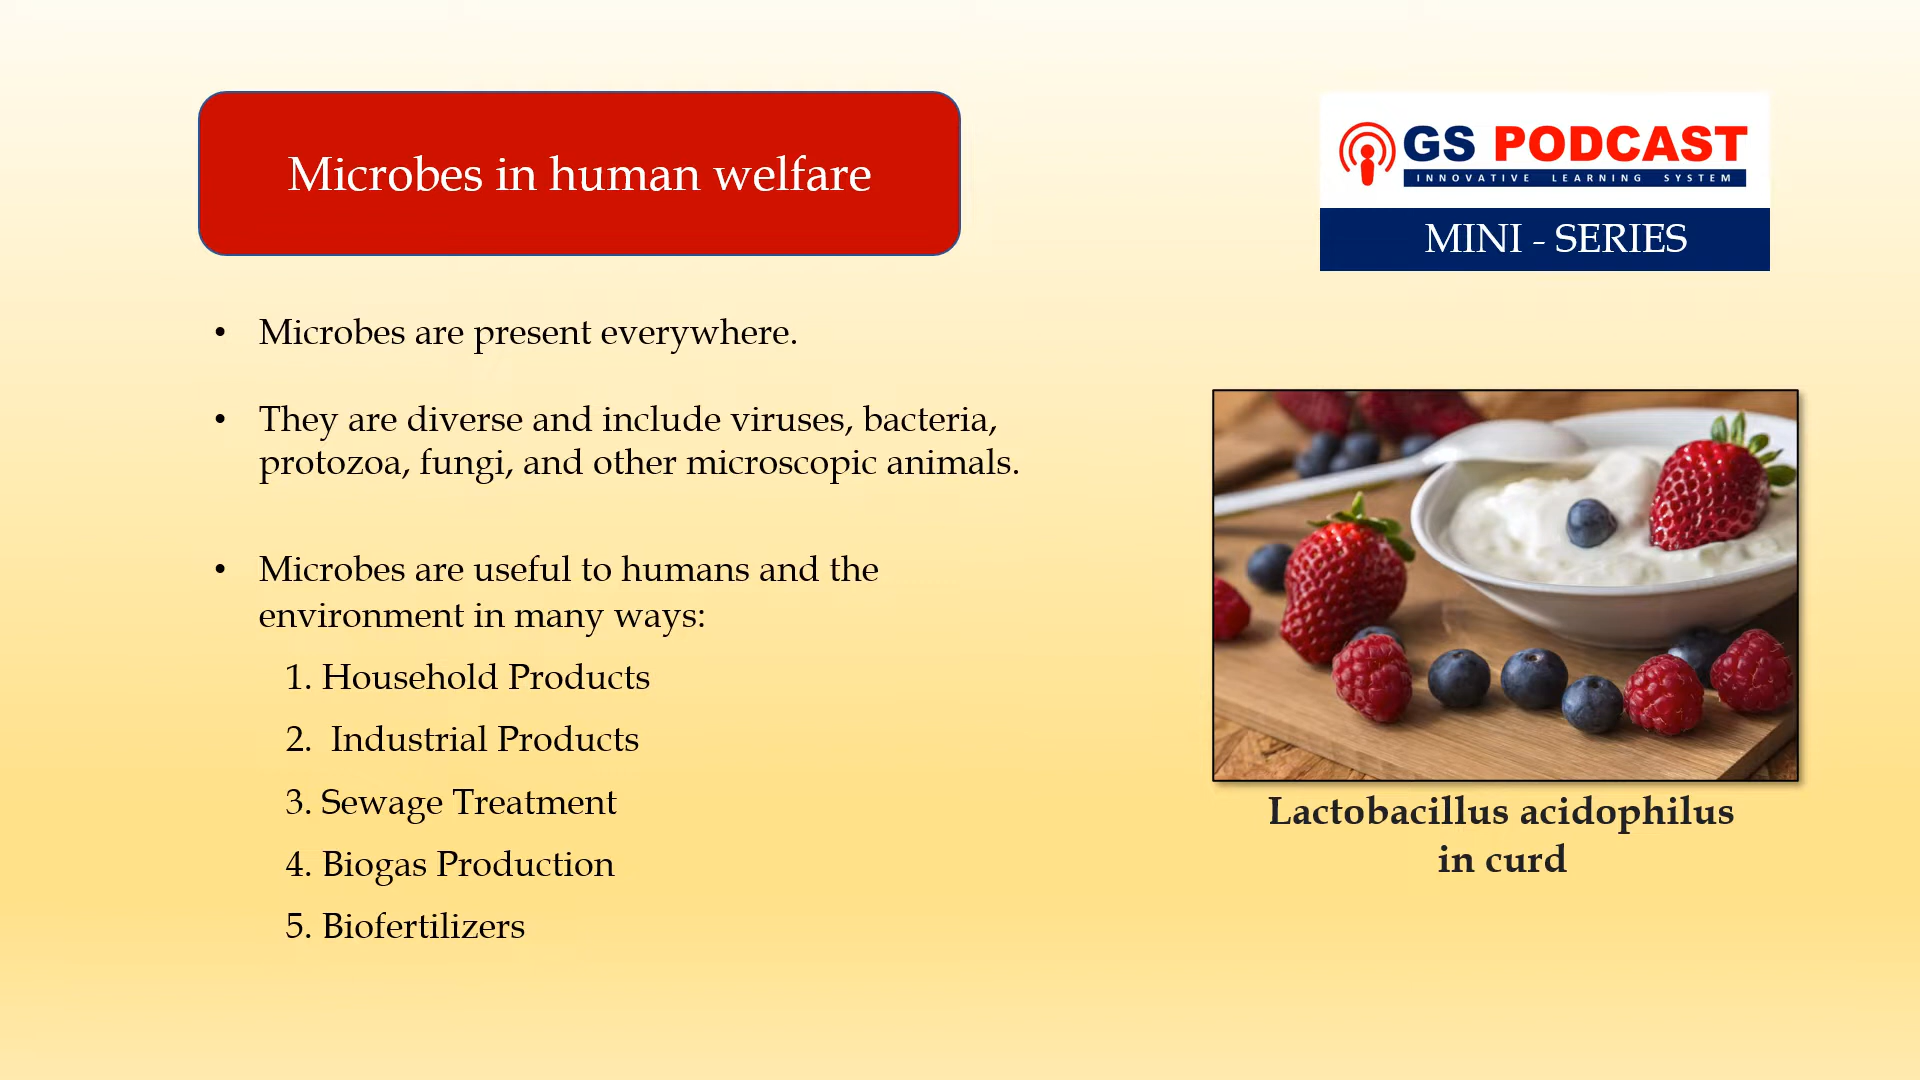 Microbes in human welfare
GS PODCAST
INNOVATIVE LEARNING SYSTEM
MINI - SERIES
• Microbes are present everywhere.
• They are diverse and include viruses, bacteria,
protozoa, fungi, and other microscopic animals.
• Microbes are useful to humans and the
environment in many ways:
1. Household Products
2. Industrial Products
3. Sewage Treatment
4. Biogas Production
5. Biofertilizers
Lactobacillus acidophilus
in curd